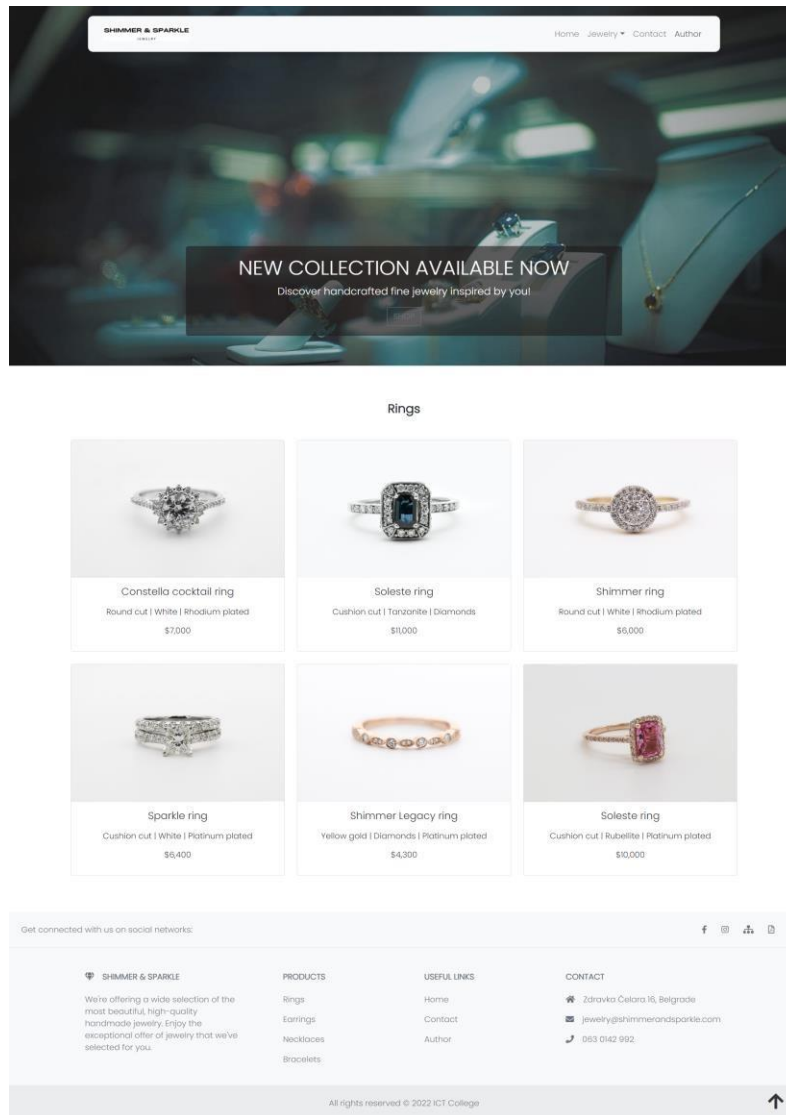 SHIMMER & SPARKLE
JEWELRY
Home Jewelry Contact Author
NEW COLLECTION AVAILABLE NOW
Discover handcrafted fine jewelry inspired by you!
Rings
Constella cocktail ring
Round cut | White | Rhodium plated
$7,000
Soleste ring
Cushion cut | Tanzanite | Diamonds
$11,000
Shimmer ring
Round cut | White | Rhodium plated
$6,000
Sparkle ring
Cushion cut | White | Platinum plated
$6,400
Shimmer Legacy ring
Yellow gold | Diamonds | Platinum plated
$4,300
Soleste ring
Cushion cut | Rubellite | Platinum plated
$10,000
Get connected with us on social networks:
SHIMMER & SPARKLE
We're offering a wide selection of the
most beautiful, high-quality
handmade jewelry. Enjoy the
exceptional offer of jewelry that we've
selected for you.
PRODUCTS
Rings
Earrings
Necklaces
Bracelets
USEFUL LINKS
Home
Contact
Author
CONTACT
Zdravka Čelara 16, Belgrade
jewelry@shimmerandsparkle.com
063 0142 992
All rights reserved © 2022 ICT College